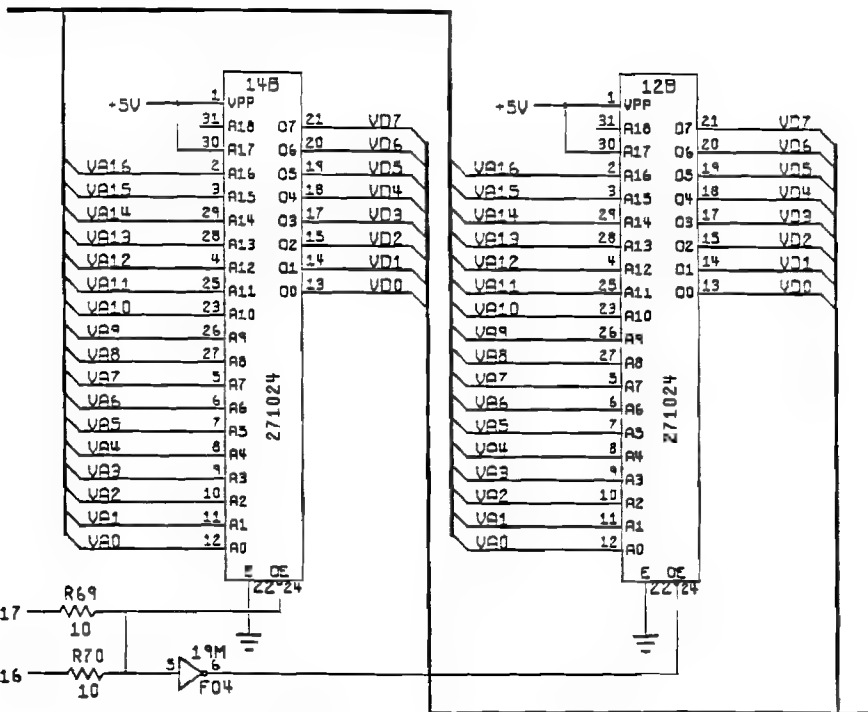 14B
+5V 1 VPP
31 A18 O7 21 VD7
30 A17 O6 20 VD6
VA16 2 A16 O5 19 VD5
VA15 3 A15 O4 18 VD4
VA14 29 A14 O3 17 VD3
VA13 28 A13 O2 15 VD2
VA12 4 A12 O1 14 VD1
VA11 25 A11 O0 13 VD0
VA10 23 A10
VA9 26 A9
VA8 27 A8
VA7 5 A7
VA6 6 A6
VA5 7 A5
VA4 8 A4
VA3 9 A3
VA2 10 A2
VA1 11 A1
VA0 12 A0
271024
E OE
22 24
12B
+5V 1 VPP
31 A18 O7 21 VD7
30 A17 O6 20 VD6
VA16 2 A16 O5 19 VD5
VA15 3 A15 O4 18 VD4
VA14 29 A14 O3 17 VD3
VA13 28 A13 O2 15 VD2
VA12 4 A12 O1 14 VD1
VA11 25 A11 O0 13 VD0
VA10 23 A10
VA9 26 A9
VA8 27 A8
VA7 5 A7
VA6 6 A6
VA5 7 A5
VA4 8 A4
VA3 9 A3
VA2 10 A2
VA1 11 A1
VA0 12 A0
271024
E OE
22 24
R69
17
10
R70
16
10
19M
5 6
F04